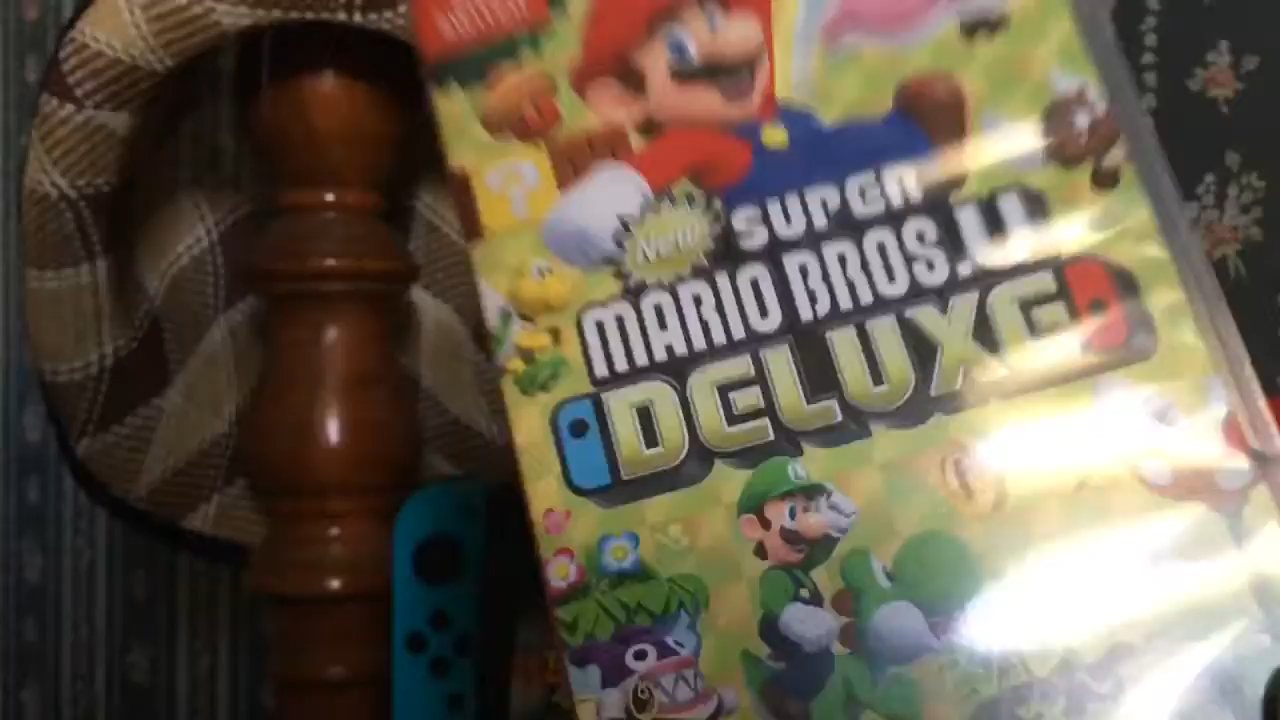 ?
New SUPER
MARIO BROS. U
DELUXE
L